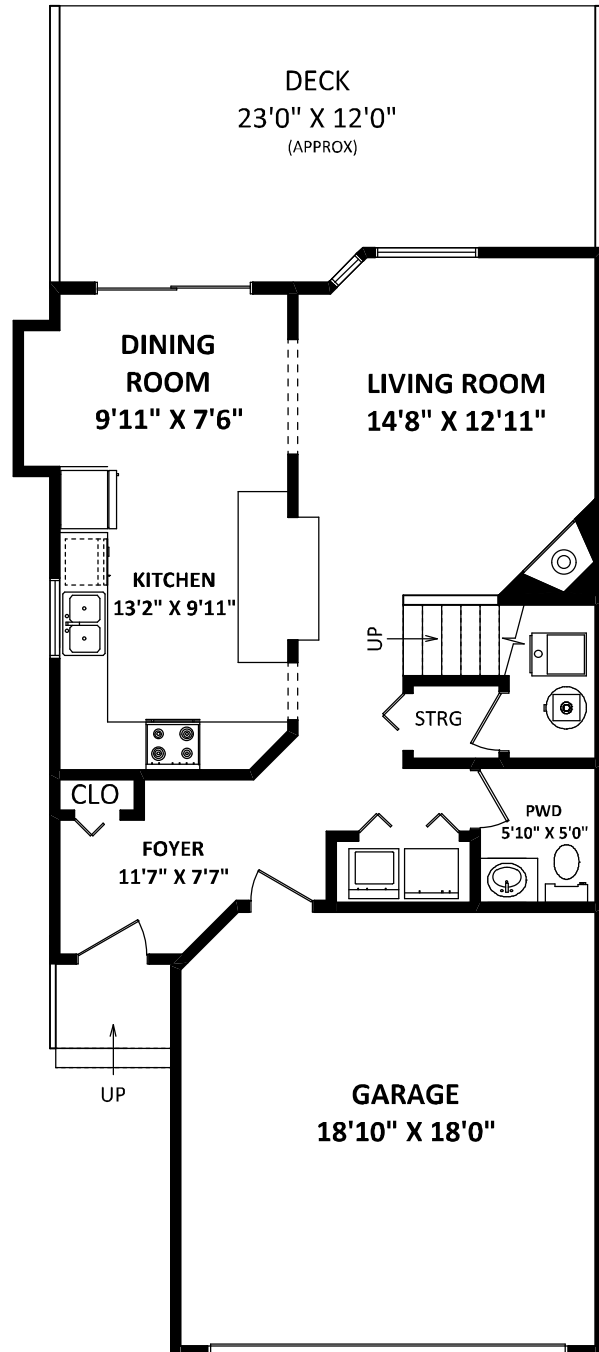 DECK
23'0" X 12'0"
(APPROX)
DINING
ROOM
9'11" X 7'6"
LIVING ROOM
14'8" X 12'11"
KITCHEN
13'2" X 9'11"
UP
STRG
CLO
PWD
5'10" X 5'0"
FOYER
11'7" X 7'7"
UP
GARAGE
18'10" X 18'0"